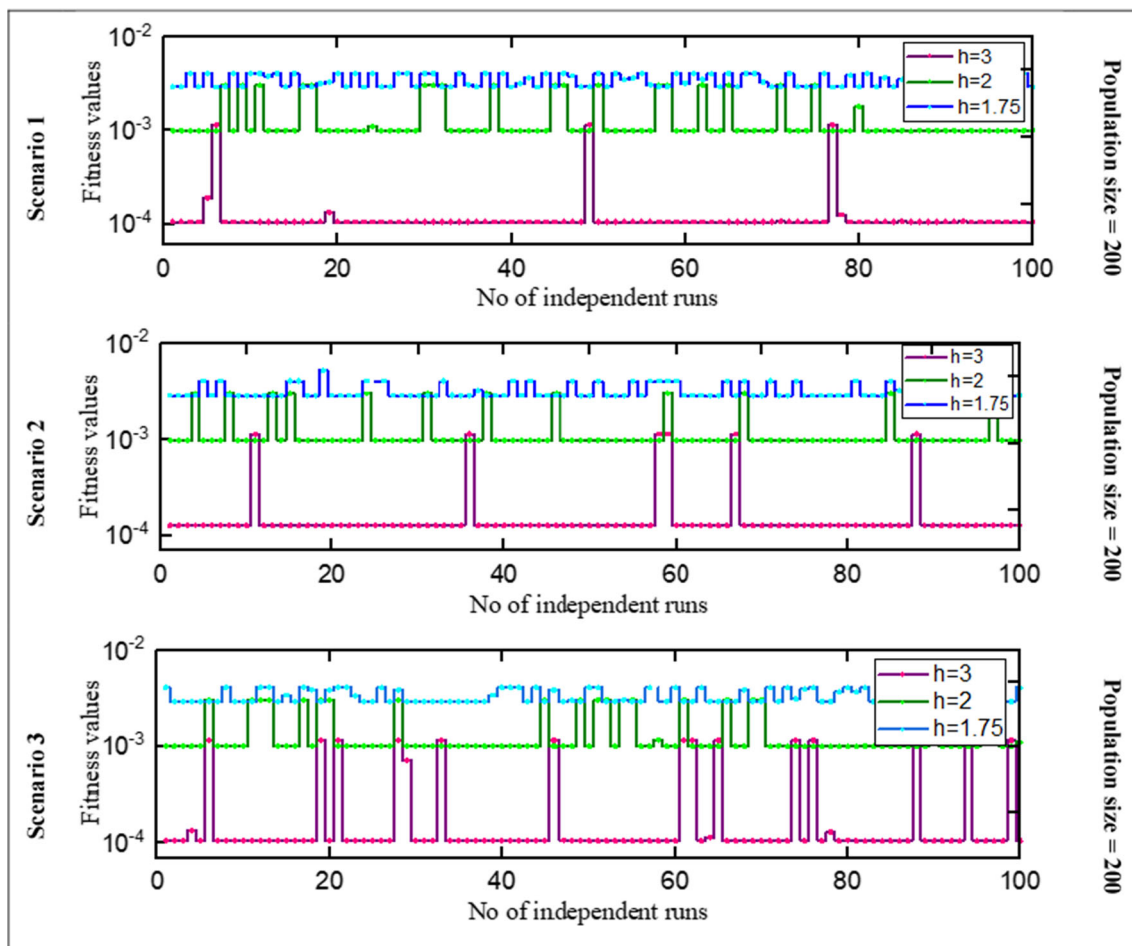 Scenario 1
Fitness values
10-2
10-3
10-4
h=3
h=2
h=1.75
0 20 40 60 80 100
No of independent runs
Population size = 200
Scenario 2
Fitness values
10-2
10-3
10-4
h=3
h=2
h=1.75
0 20 40 60 80 100
No of independent runs
Population size = 200
Scenario 3
Fitness values
10-2
10-3
10-4
h=3
h=2
h=1.75
0 20 40 60 80 100
No of independent runs
Population size = 200